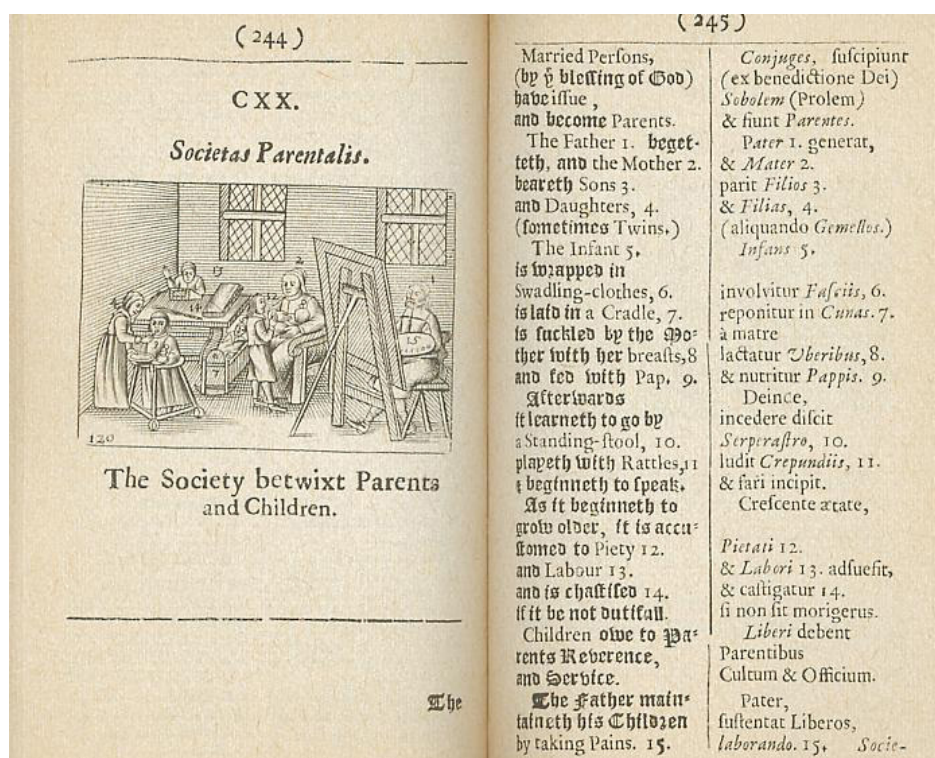 (244)
CXX.
Societas Parentalis.
120
The Society betwixt Parents
and Children.
The
(245)
Married Perſons,
(by yͤ bleſſing of God)
have iſſue,
and become Parents.
The Father 1. beget-
teth, and the Mother 2.
beareth Sons 3.
and Daughters, 4.
(ſometimes Twins.)
The Infant 5.
is wrapped in
Swadling-clothes, 6.
is laid in a Cradle, 7.
is ſuckled by the Mo-
ther with her breaſts,8
and fed with Pap. 9.
Afterwards
it learneth to go by
a Standing-ſtool, 10.
playeth with Rattles,11
& beginneth to ſpeak.
As it beginneth to
grow older, it is accu-
ſtomed to Piety 12.
and Labour 13.
and is chaſtiſed 14.
if it be not dutifull.
Children owe to Pa-
rents Reverence,
and Service.
The Father main-
taineth his Children
by taking Pains. 15.
Conjuges, ſuſcipiunt
(ex benedictione Dei)
Sobolem (Prolem)
& fiunt Parentes.
Pater 1. generat,
& Mater 2.
parit Filios 3.
& Filias, 4.
(aliquando Gemellos.)
Infans 5.
involvitur Faſciis, 6.
reponitur in Cunas. 7.
à matre
lactatur Uberibus, 8.
& nutritur Pappis. 9.
Deince,
incedere diſcit
Serperaſtro, 10.
ludit Crepundiis, 11.
& fari incipit.
Creſcente ætate,
Pietati 12.
& Labori 13. adſueſit,
& caſtigatur 14.
ſi non ſit morigerus.
Liberi debent
Parentibus
Cultum & Officium.
Pater,
ſuſtentat Liberos,
laborando. 15.
Socie-